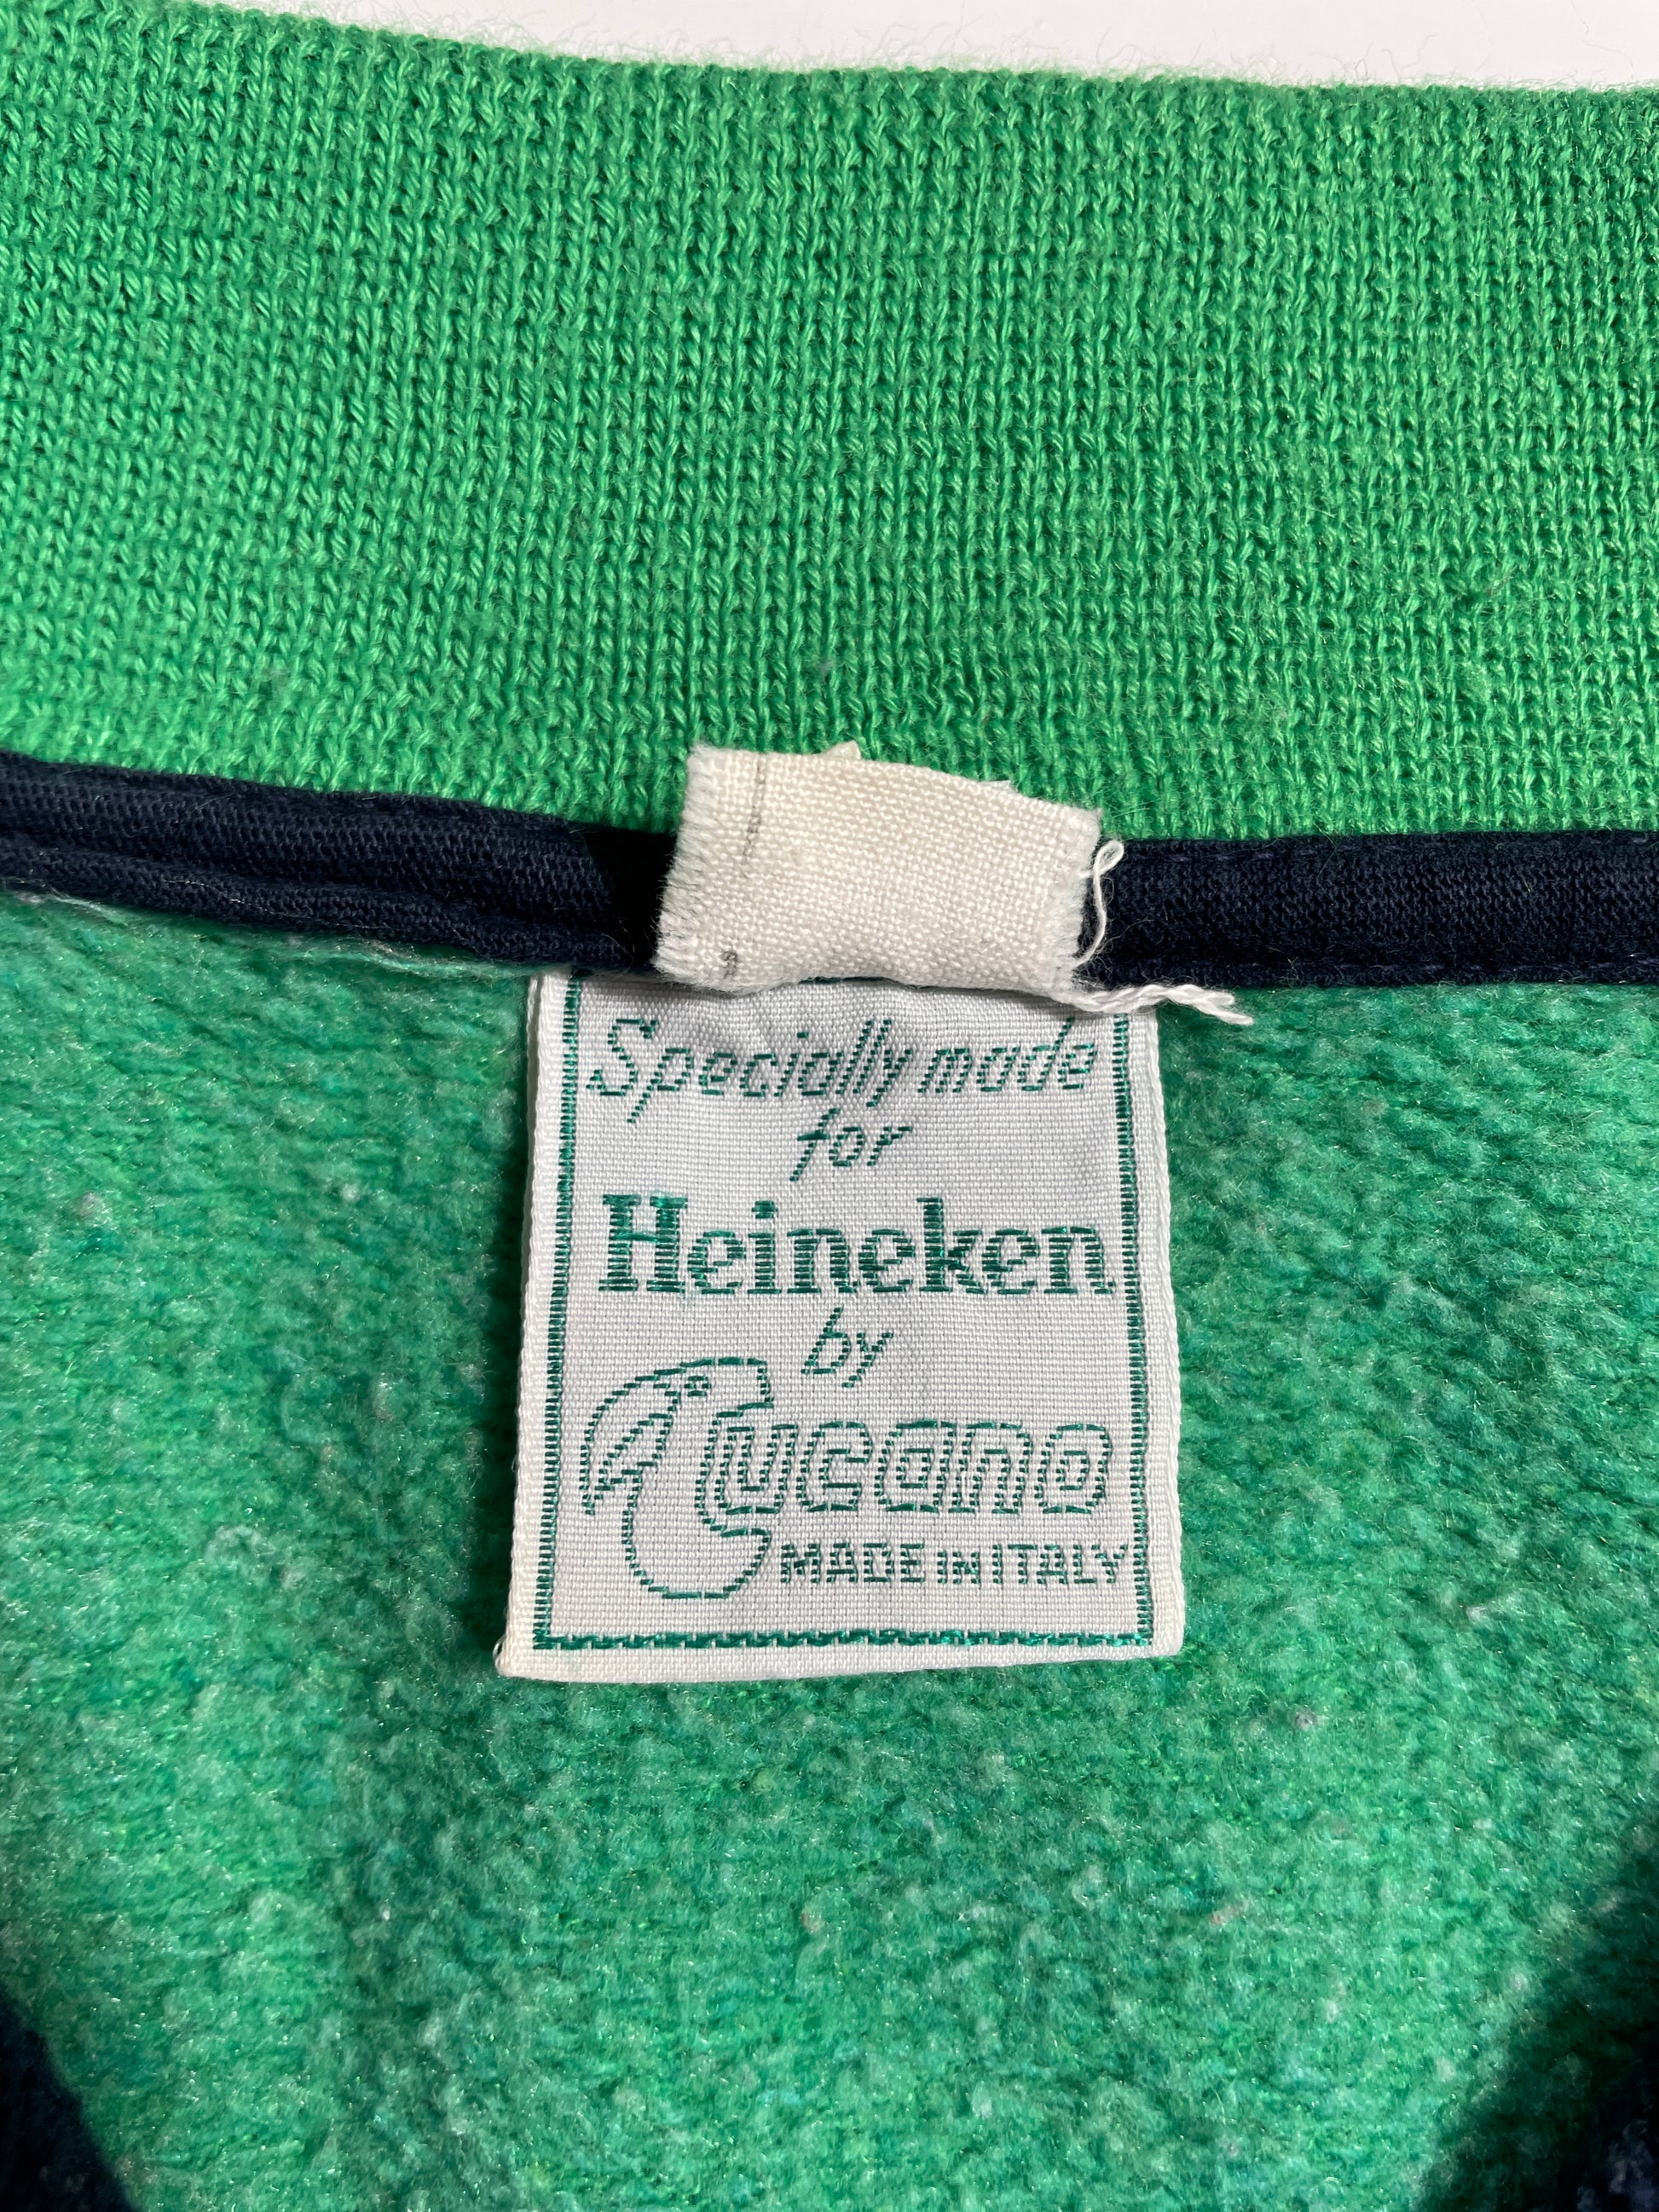 Specially made
for
Heineken
by
Tucano
MADE IN ITALY